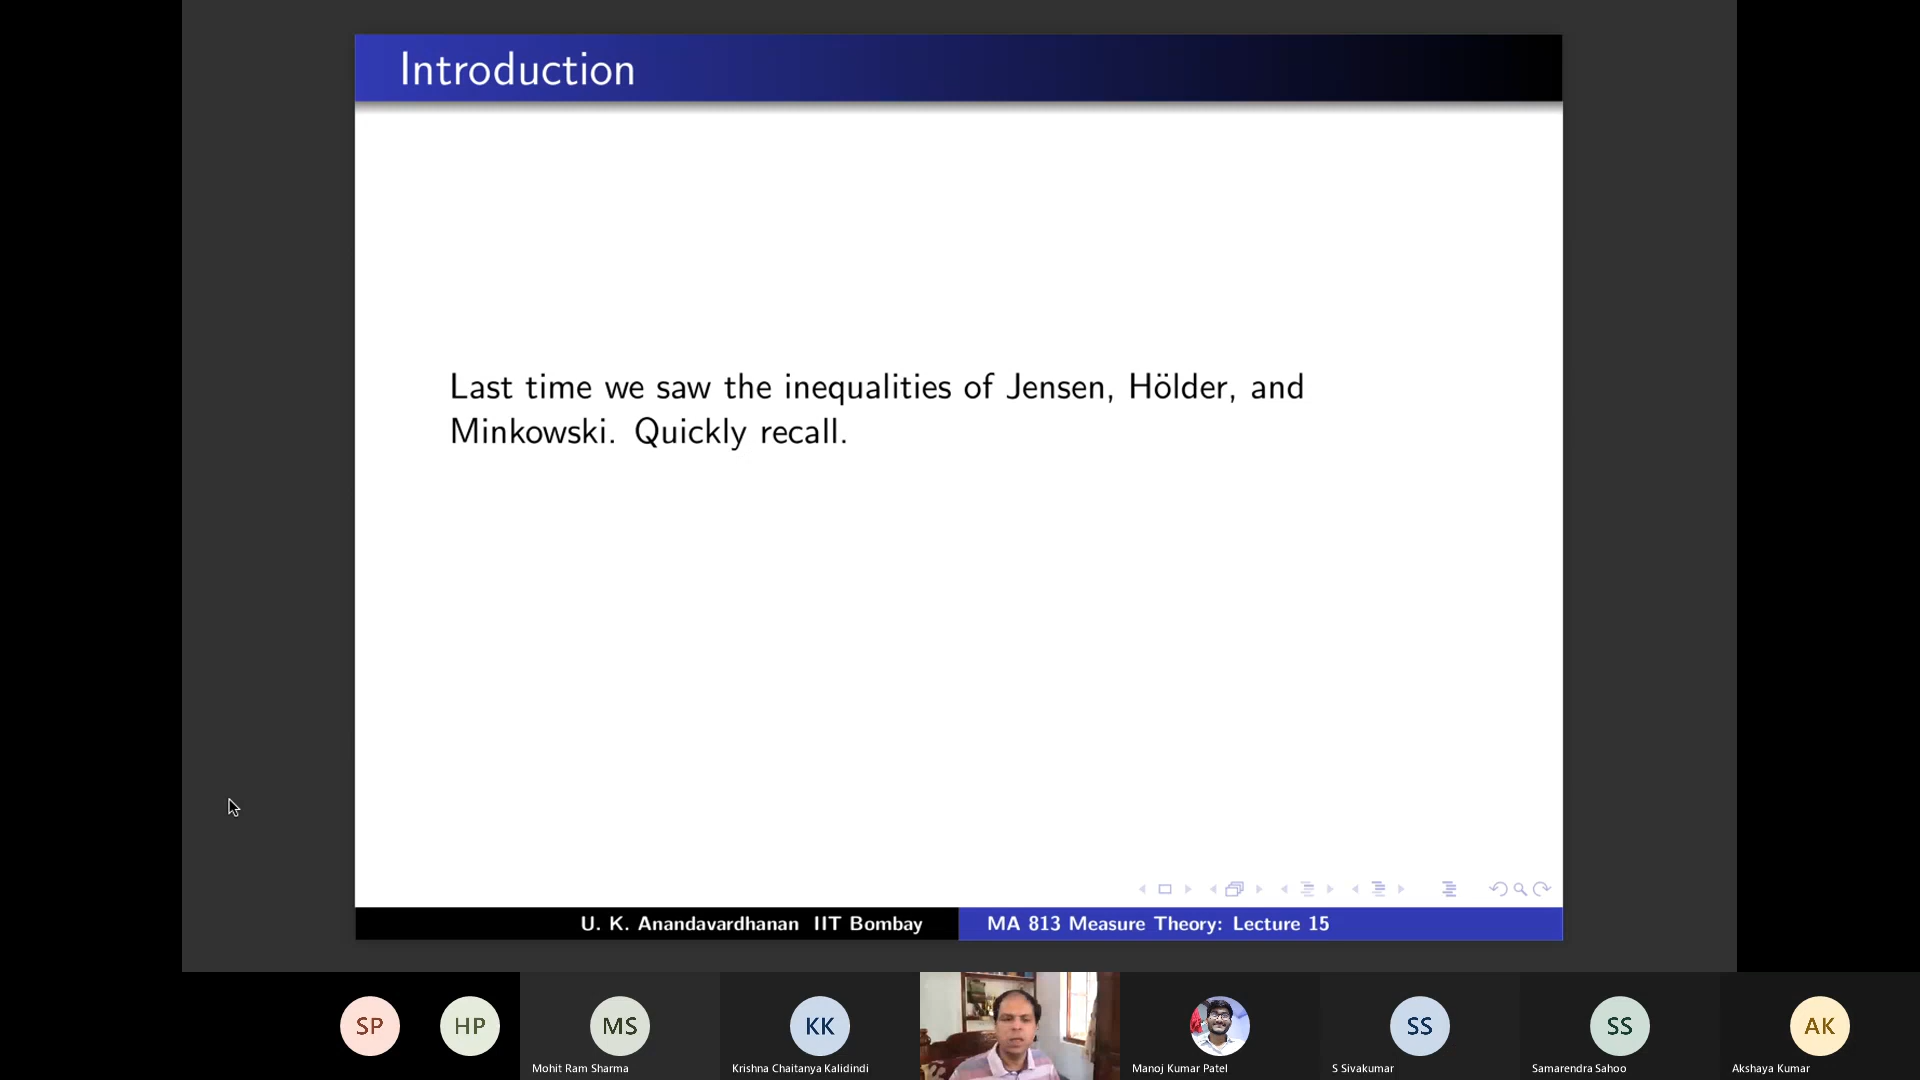 Introduction
Last time we saw the inequalities of Jensen, Hölder, and
Minkowski. Quickly recall.
U. K. Anandavardhanan IIT Bombay
MA 813 Measure Theory: Lecture 15
SP
HP
MS
KK
SS
SS
AK
Mohit Ram Sharma
Krishna Chaitanya Kalidindi
Manoj Kumar Patel
S Sivakumar
Samarendra Sahoo
Akshaya Kumar